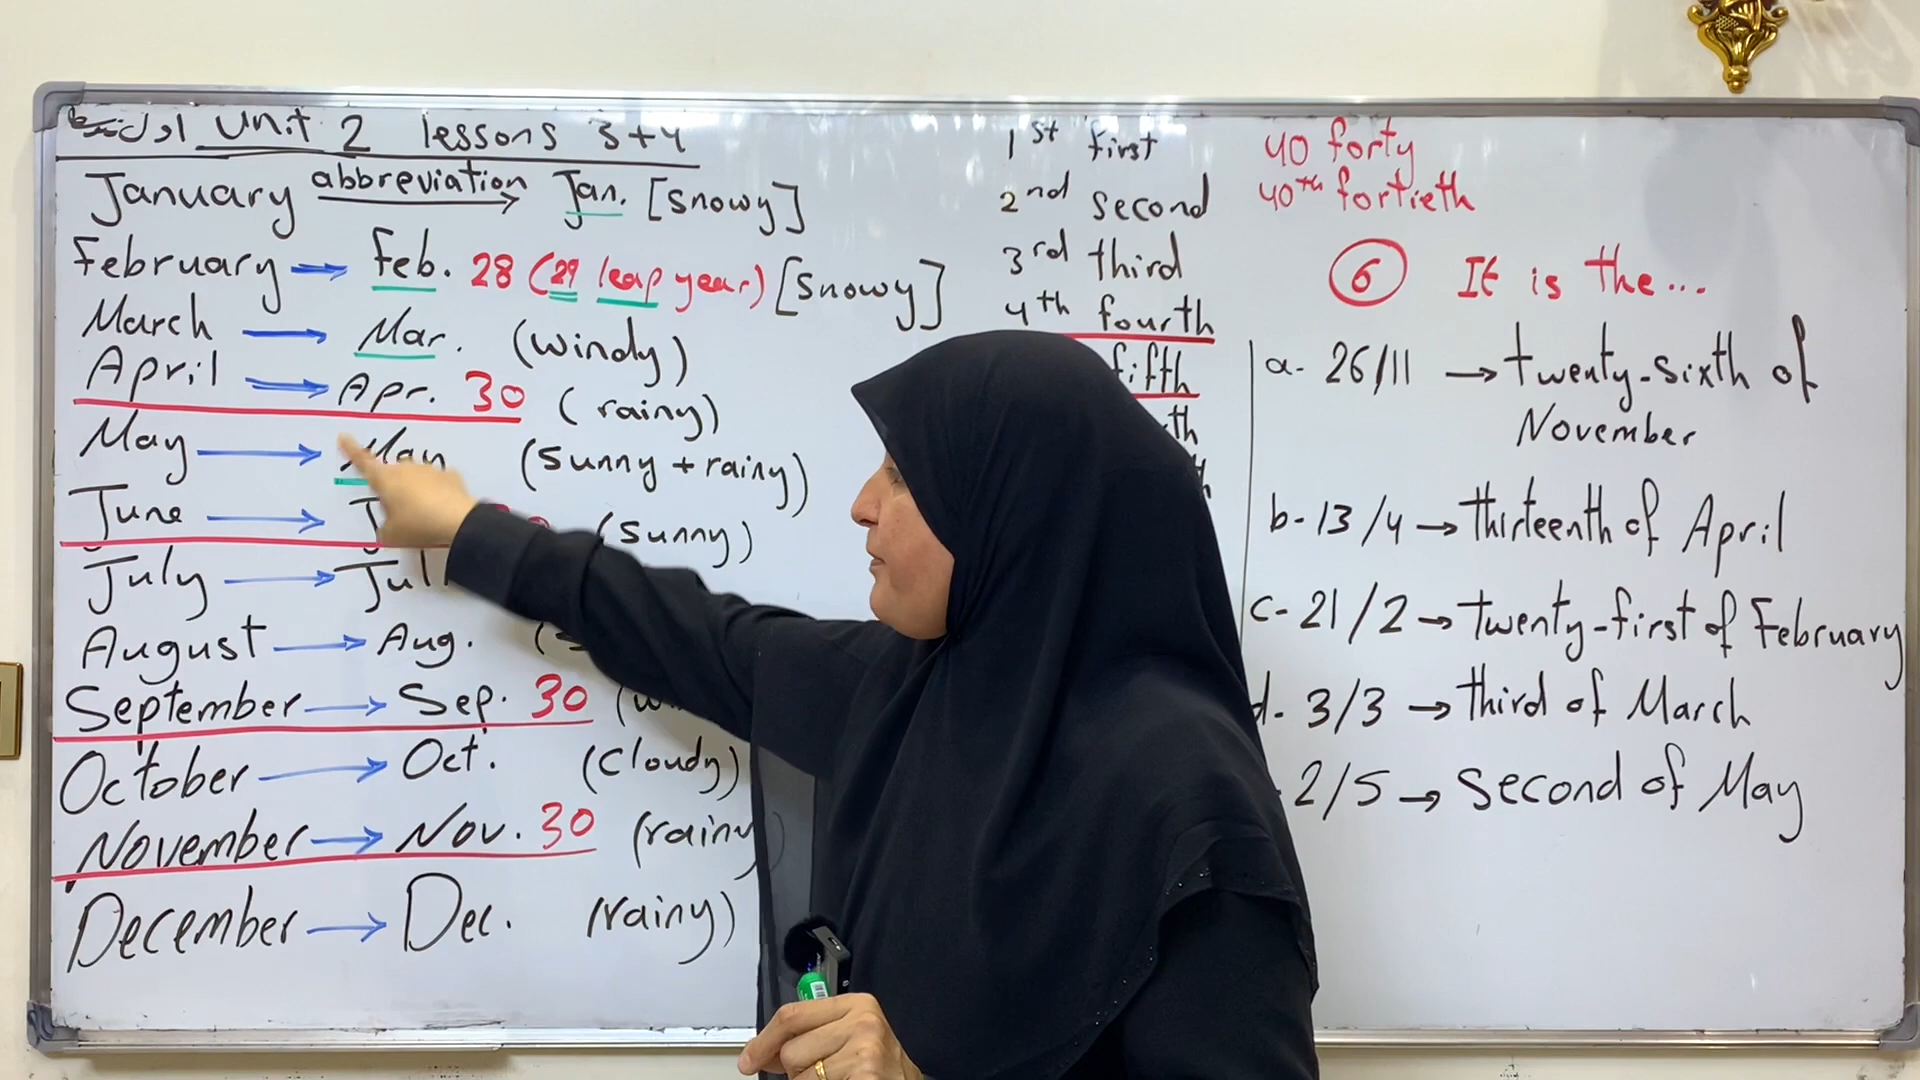 اول Unit 2 lessons 3+4
January abbreviation Jan. [snowy]
February → Feb. 28 (29 leap year) [snowy]
March → Mar. (windy)
April → Apr. 30 (rainy)
May → May (sunny + rainy)
June → (sunny)
July →
August → Aug.
September → Sep. 30
October → Oct. (cloudy)
November → Nov. 30 (rainy
December → Dec. (rainy)
1st first
2nd second
3rd third
4th fourth
fifth
th
40 forty
40th fortieth
6 It is the...
a- 26/11 → twenty-sixth of
November
b- 13/4 → thirteenth of April
c- 21/2 → twenty-first of February
d- 3/3 → third of March
2/5 → second of May